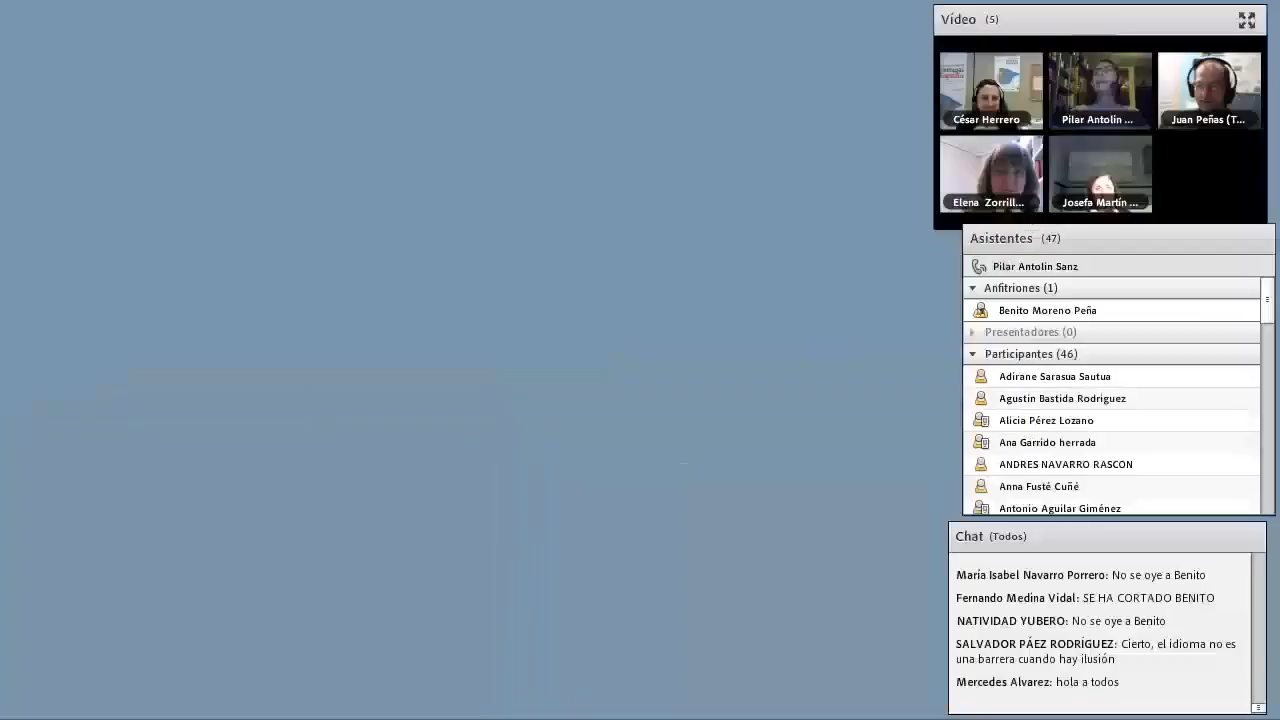 Vídeo (5)
César Herrero
Pilar Antolin ...
Juan Peñas (T...
Elena Zorrill...
Josefa Martín ...
Asistentes (47)
Pilar Antolin Sanz
Anfitriones (1)
Benito Moreno Peña
Presentadores (0)
Participantes (46)
Adirane Sarasua Sautua
Agustin Bastida Rodriguez
Alicia Pérez Lozano
Ana Garrido herrada
ANDRES NAVARRO RASCON
Anna Fusté Cuñé
Antonio Aguilar Giménez
Chat (Todos)
María Isabel Navarro Porrero: No se oye a Benito
Fernando Medina Vidal: SE HA CORTADO BENITO
NATIVIDAD YUBERO: No se oye a Benito
SALVADOR PÁEZ RODRÍGUEZ: Cierto, el idioma no es
una barrera cuando hay ilusión
Mercedes Alvarez: hola a todos